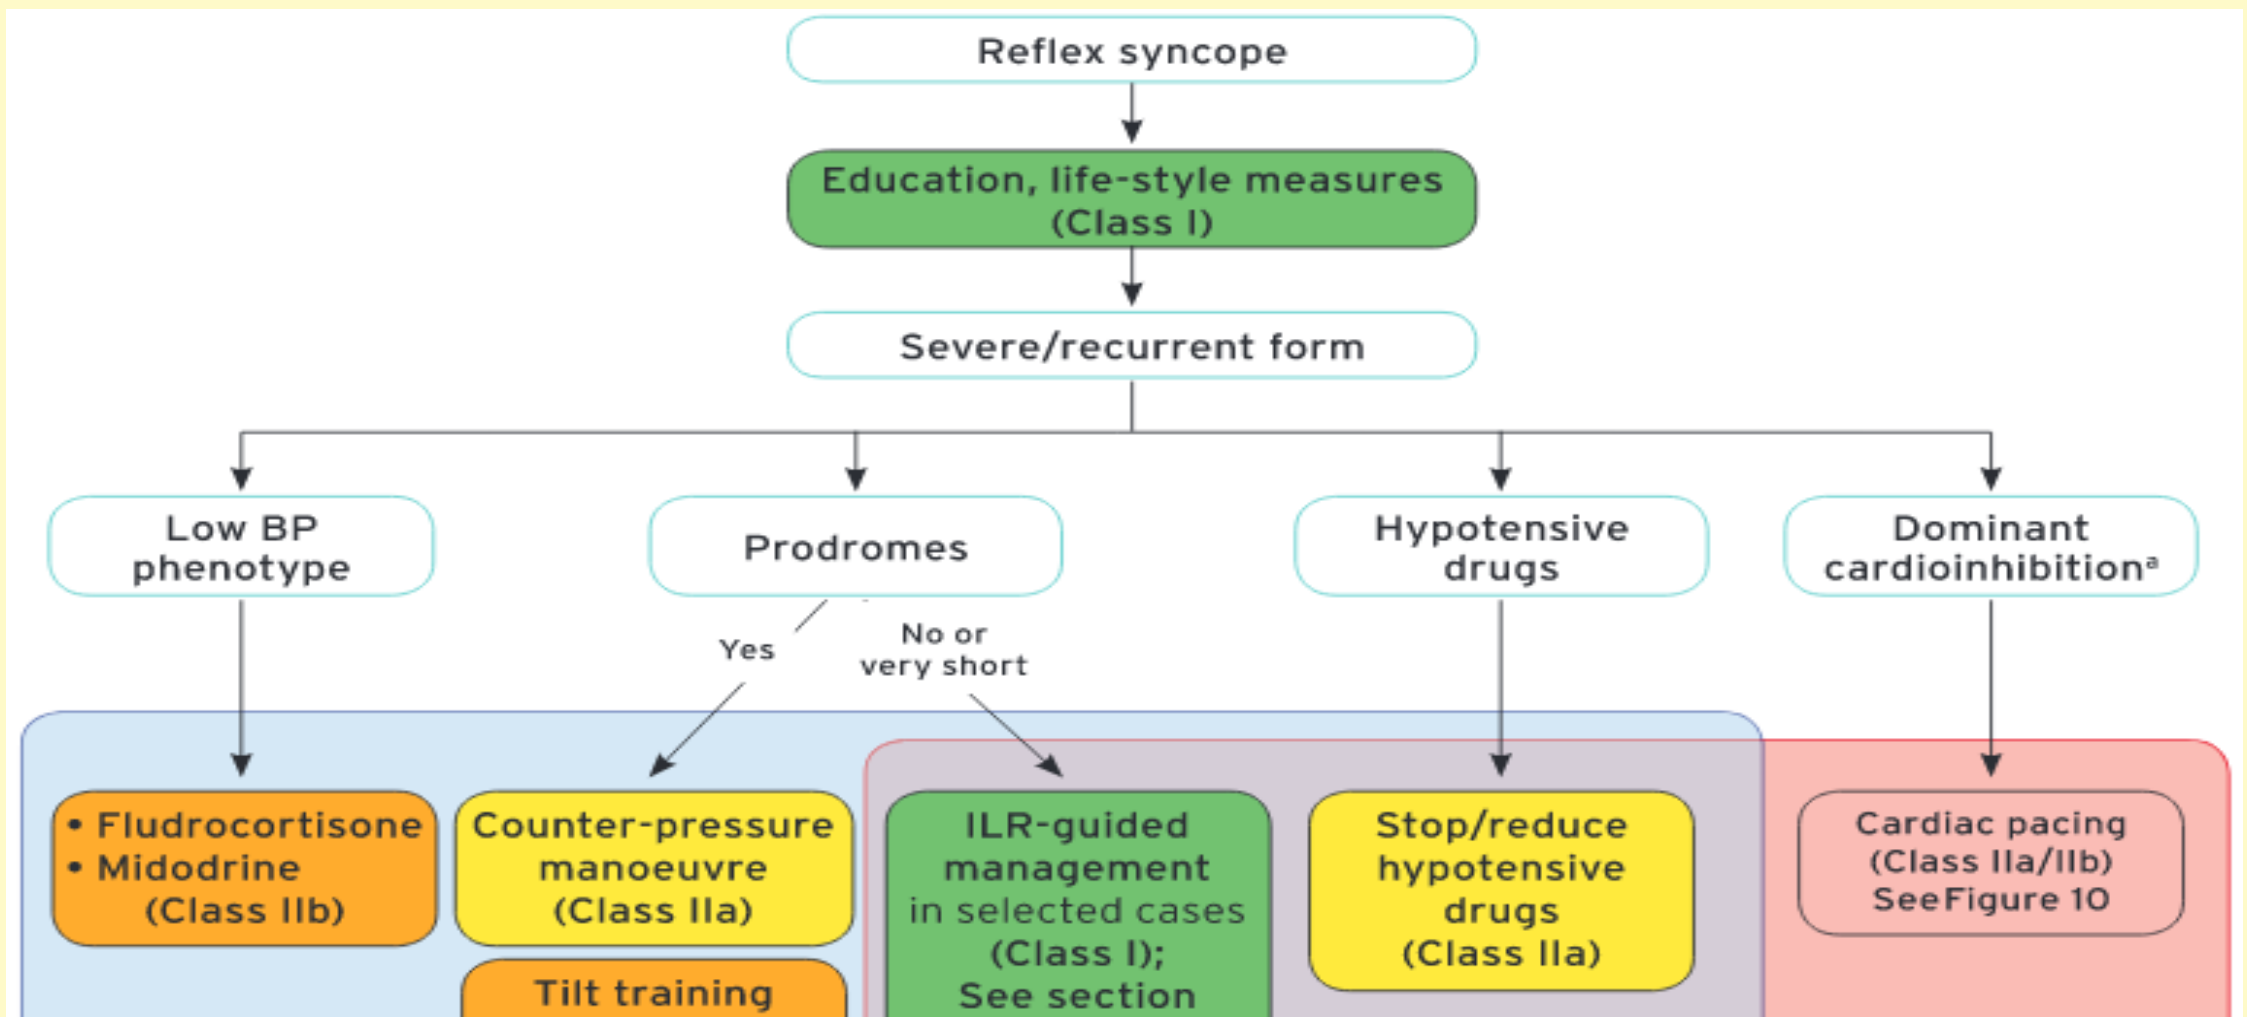 Reflex syncope
Education, life-style measures
(Class I)
Severe/recurrent form
Low BP
phenotype
Prodromes
Hypotensive
drugs
Dominant
cardioinhibitionᵃ
Yes
No or
very short
• Fludrocortisone
• Midodrine
(Class IIb)
Counter-pressure
manoeuvre
(Class IIa)
Tilt training
ILR-guided
management
in selected cases
(Class I);
See section
Stop/reduce
hypotensive
drugs
(Class IIa)
Cardiac pacing
(Class IIa/IIb)
SeeFigure 10